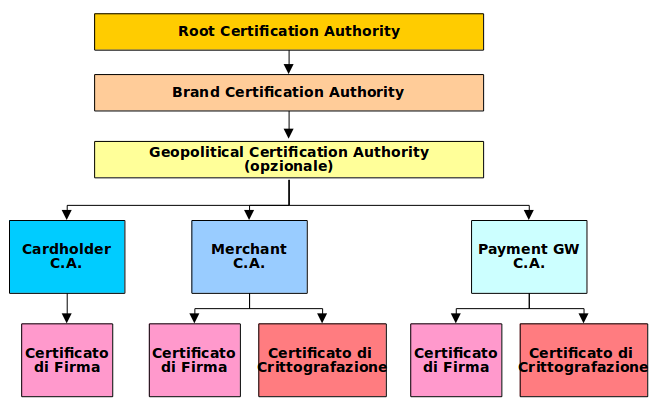 Root Certification Authority
Brand Certification Authority
Geopolitical Certification Authority
(opzionale)
Cardholder
C.A.
Merchant
C.A.
Payment GW
C.A.
Certificato
di Firma
Certificato
di Firma
Certificato di
Crittografazione
Certificato
di Firma
Certificato di
Crittografazione